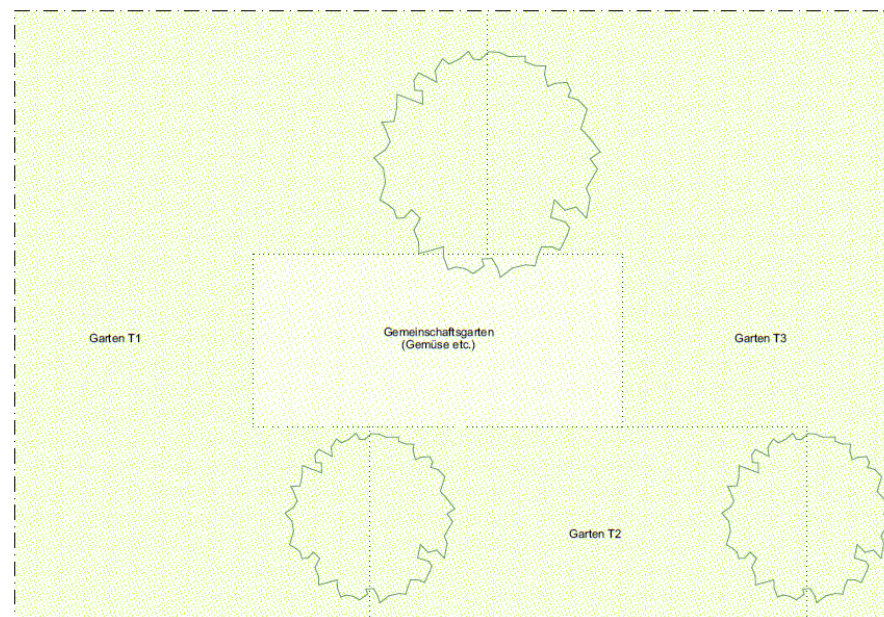 Gemeinschaftsgarten
(Gemüse etc.)
Garten T1
Garten T3
Garten T2